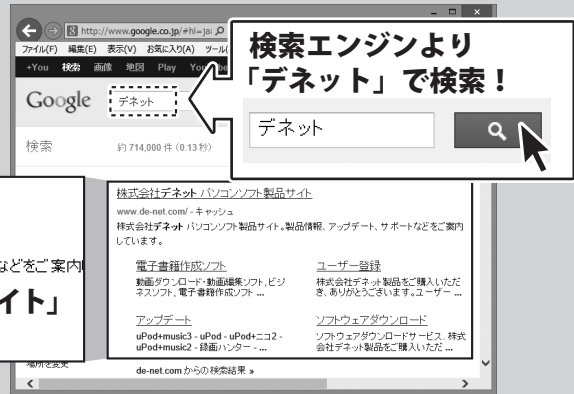 http://www.google.co.jp/#hl=ja
ファイル(F) 編集(E) 表示(V) お気に入り(A) ツール(
+You 検索 画像 地図 Play
Google デネット
検索エンジンより
「デネット」で検索！
デネット
検索 約 714,000 件 (0.13 秒)
株式会社デネット パソコンソフト製品サイト
www.de-net.com/ - キャッシュ
株式会社デネット パソコンソフト製品サイト。製品情報、アップデート、サポートなどをご案内
しています。
電子書籍作成ソフト
動画ダウンロード・動画編集ソフト, ビジ
ネスソフト, 電子書籍作成ソフト ...
ユーザー登録
株式会社デネット製品をご購入いただ
き、ありがとうございます。ユーザー ...
アップデート
uPod+music3 - uPod - uPod+ニコ2 -
uPod+music2 - 録画ハンター - ...
ソフトウェアダウンロード
ソフトウェアダウンロードサービス. 株式
会社デネット製品をご購入いただ ...
などをご案内
イト」
場所を変更
de-net.com からの検索結果 »